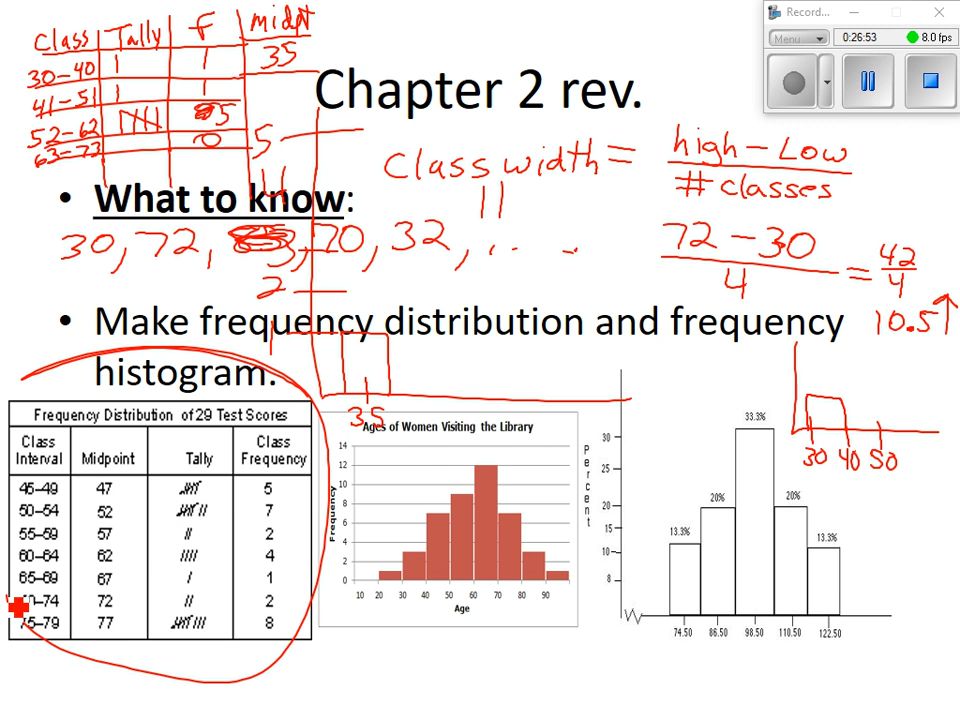 Record...
Menu
0:26:53
8.0 fps
Class Tally f midpt
30-40 1 1 35
41-51 1 1
52-62 5
63-73 0
Chapter 2 rev.
5
4
2
1
35
Class width = high - Low
# classes
• What to know:
30, 72, 70, 32, ...
72 - 30
4
= 42
4
10.5
• Make frequency distribution and frequency
histogram.
30 40 50
Frequency Distribution of 29 Test Scores
Class Interval Midpoint Tally Class Frequency
45-49 47 5
50-54 52 7
55-59 57 2
60-64 62 4
65-69 67 1
72 2
75-79 77 8
Ages of Women Visiting the Library
Frequency
14
12
10
8
6
4
2
0
10 20 30 40 50 60 70 80 90
Age
Percent
30
25
20
15
10
8
13.3%
20%
33.3%
20%
13.3%
74.50 86.50 98.50 110.50 122.50